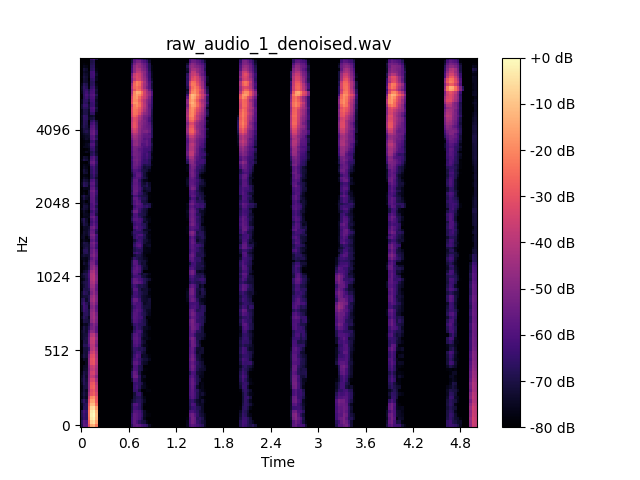 raw_audio_1_denoised.wav
Hz
4096
2048
1024
512
0
0 0.6 1.2 1.8 2.4 3 3.6 4.2 4.8
Time
+0 dB
-10 dB
-20 dB
-30 dB
-40 dB
-50 dB
-60 dB
-70 dB
-80 dB